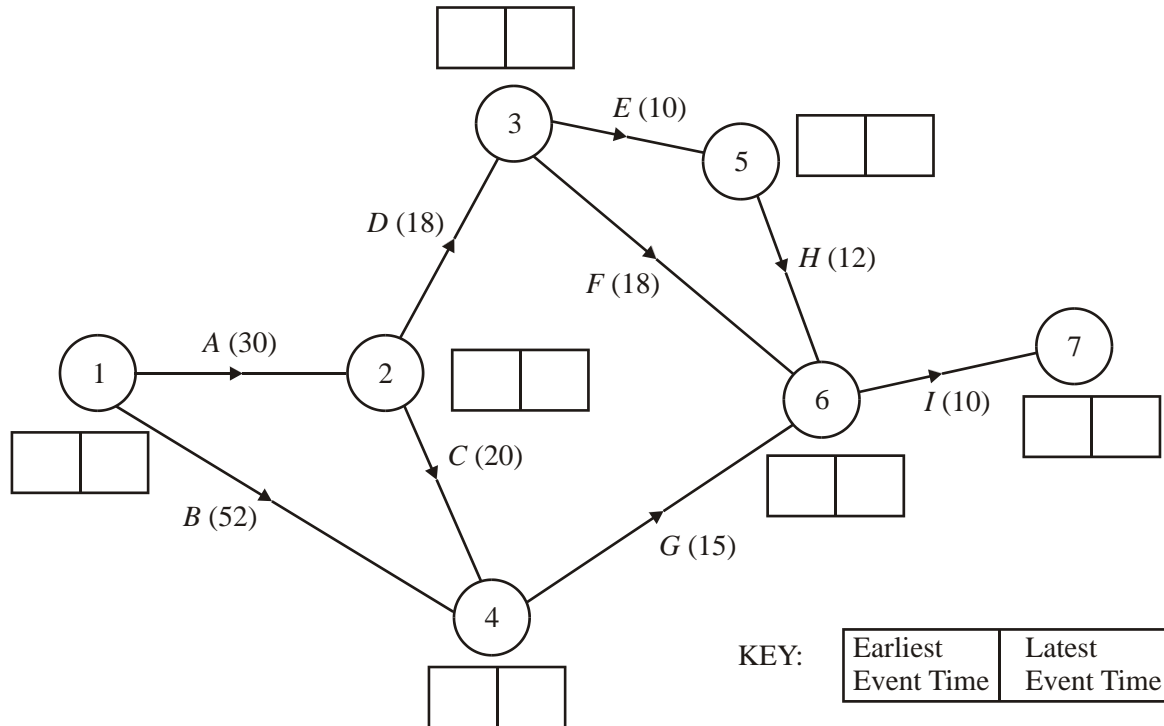 3
E (10)
5
D (18)
H (12)
F (18)
A (30)
7
1
2
6
I (10)
C (20)
B (52)
G (15)
4
KEY:
Earliest
Event Time
Latest
Event Time